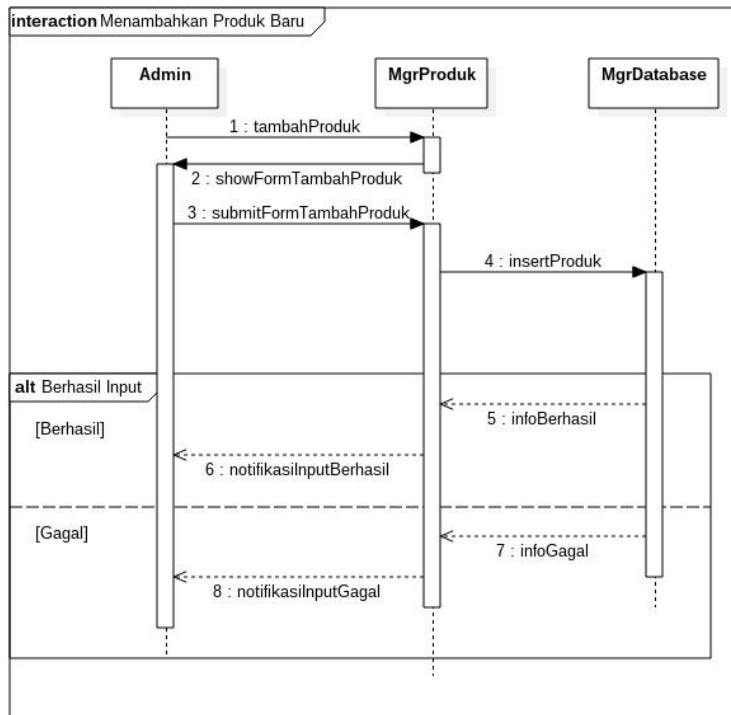 interaction Menambahkan Produk Baru
Admin
MgrProduk
MgrDatabase
1 : tambahProduk
2 : showFormTambahProduk
3 : submitFormTambahProduk
4 : insertProduk
alt Berhasil Input
5 : infoBerhasil
[Berhasil]
6 : notifikasiInputBerhasil
[Gagal]
7 : infoGagal
8 : notifikasiInputGagal